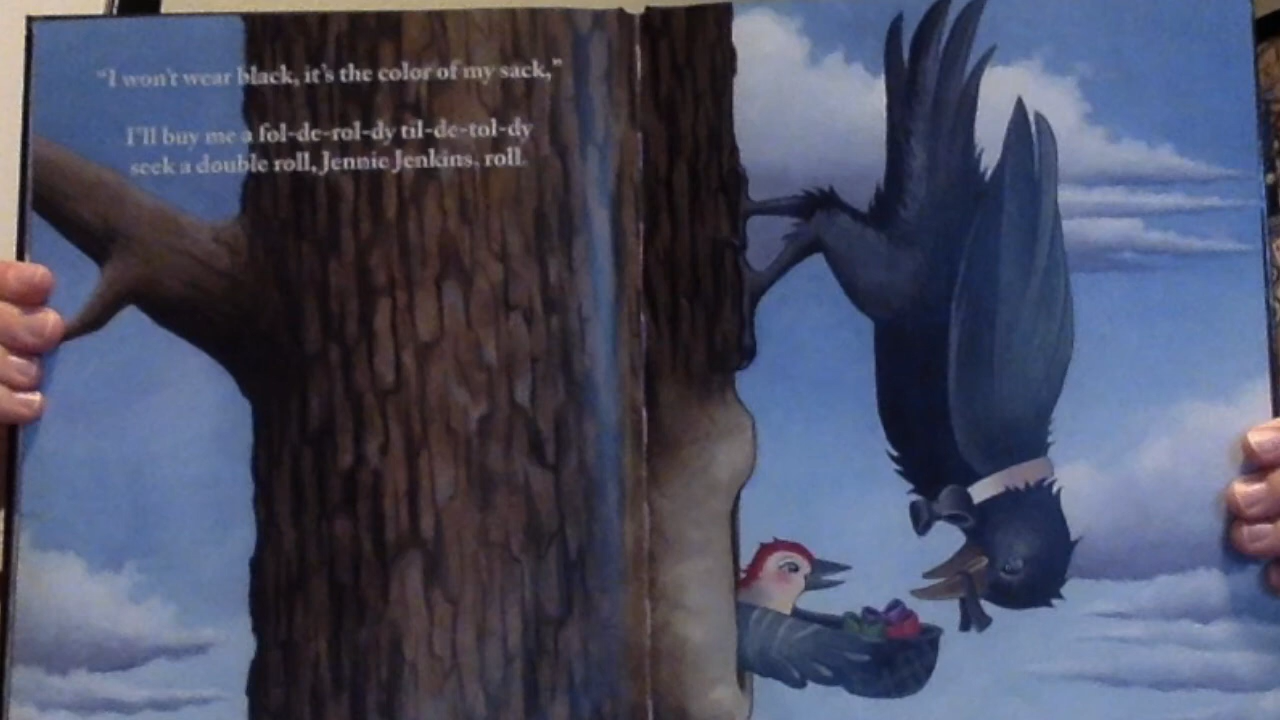 “I won’t wear black, it’s the color of my sack,”
I’ll buy me a fol-de-rol-dy til-de-tol-dy
seek a double roll, Jennie Jenkins, roll.